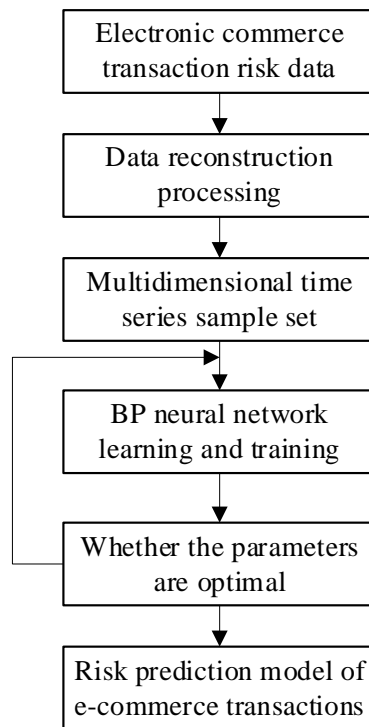 Electronic commerce
transaction risk data
Data reconstruction
processing
Multidimensional time
series sample set
BP neural network
learning and training
Whether the parameters
are optimal
Risk prediction model of
e-commerce transactions